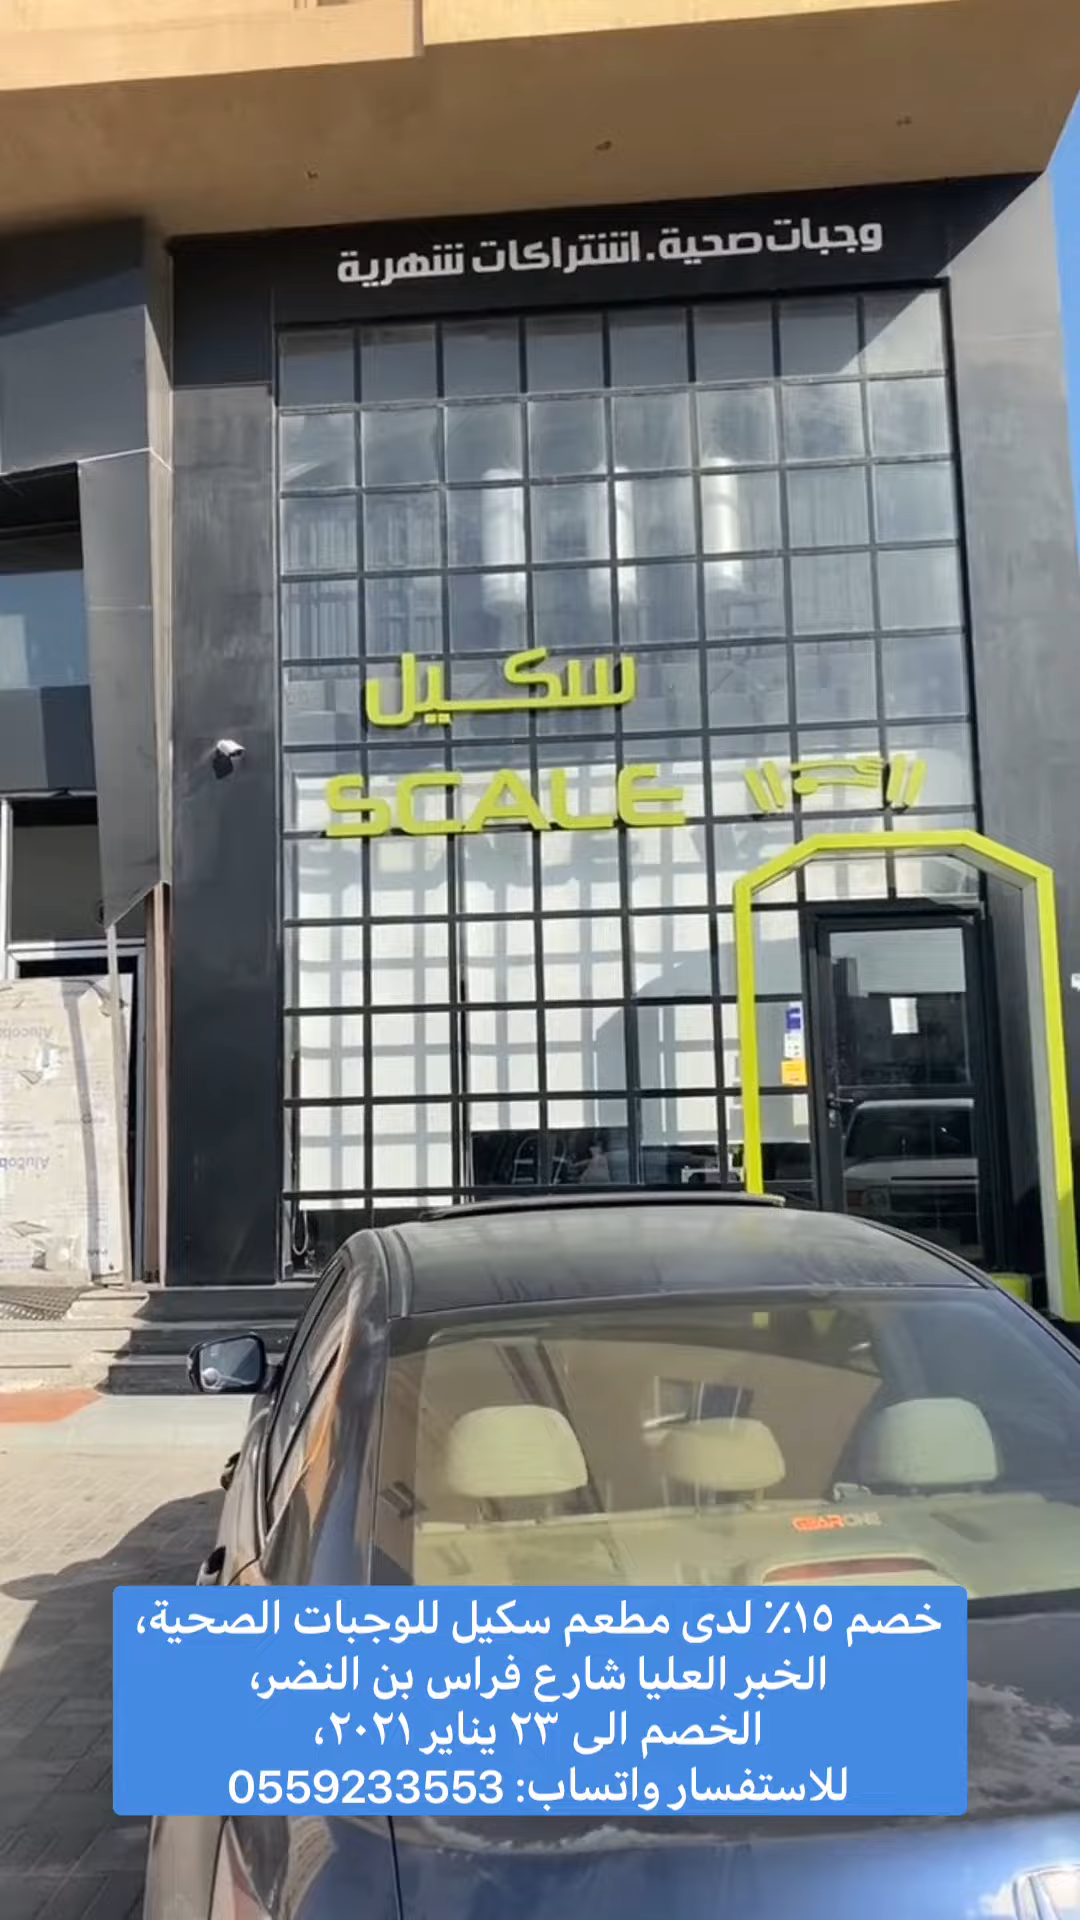 وجبات صحية. اشتراكات شهرية
سكيل
SCALE
GEARONE
خصم ١٥٪ لدى مطعم سكيل للوجبات الصحية،
الخبر العليا شارع فراس بن النضر،
الخصم الى ٢٣ يناير ٢٠٢١،
للاستفسار واتساب: 0559233553